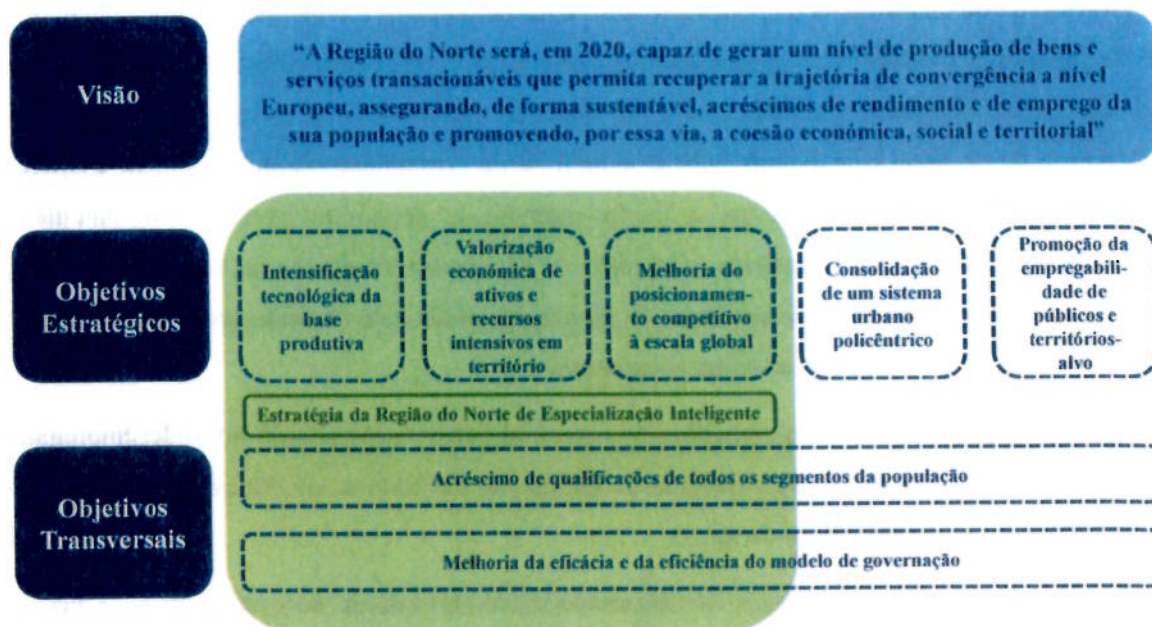 Visão
“A Região do Norte será, em 2020, capaz de gerar um nível de produção de bens e
serviços transacionáveis que permita recuperar a trajetória de convergência a nível
Europeu, assegurando, de forma sustentável, acréscimos de rendimento e de emprego da
sua população e promovendo, por essa via, a coesão económica, social e territorial”
Objetivos
Estratégicos
Intensificação
tecnológica da
base
produtiva
Valorização
económica de
ativos e
recursos
intensivos em
território
Melhoria do
posicionamen-
to competitivo
à escala global
Consolidação
de um sistema
urbano
policêntrico
Promoção da
empregabili-
dade de
públicos e
territórios-
alvo
Estratégia da Região do Norte de Especialização Inteligente
Objetivos
Transversais
Acréscimo de qualificações de todos os segmentos da população
Melhoria da eficácia e da eficiência do modelo de governação